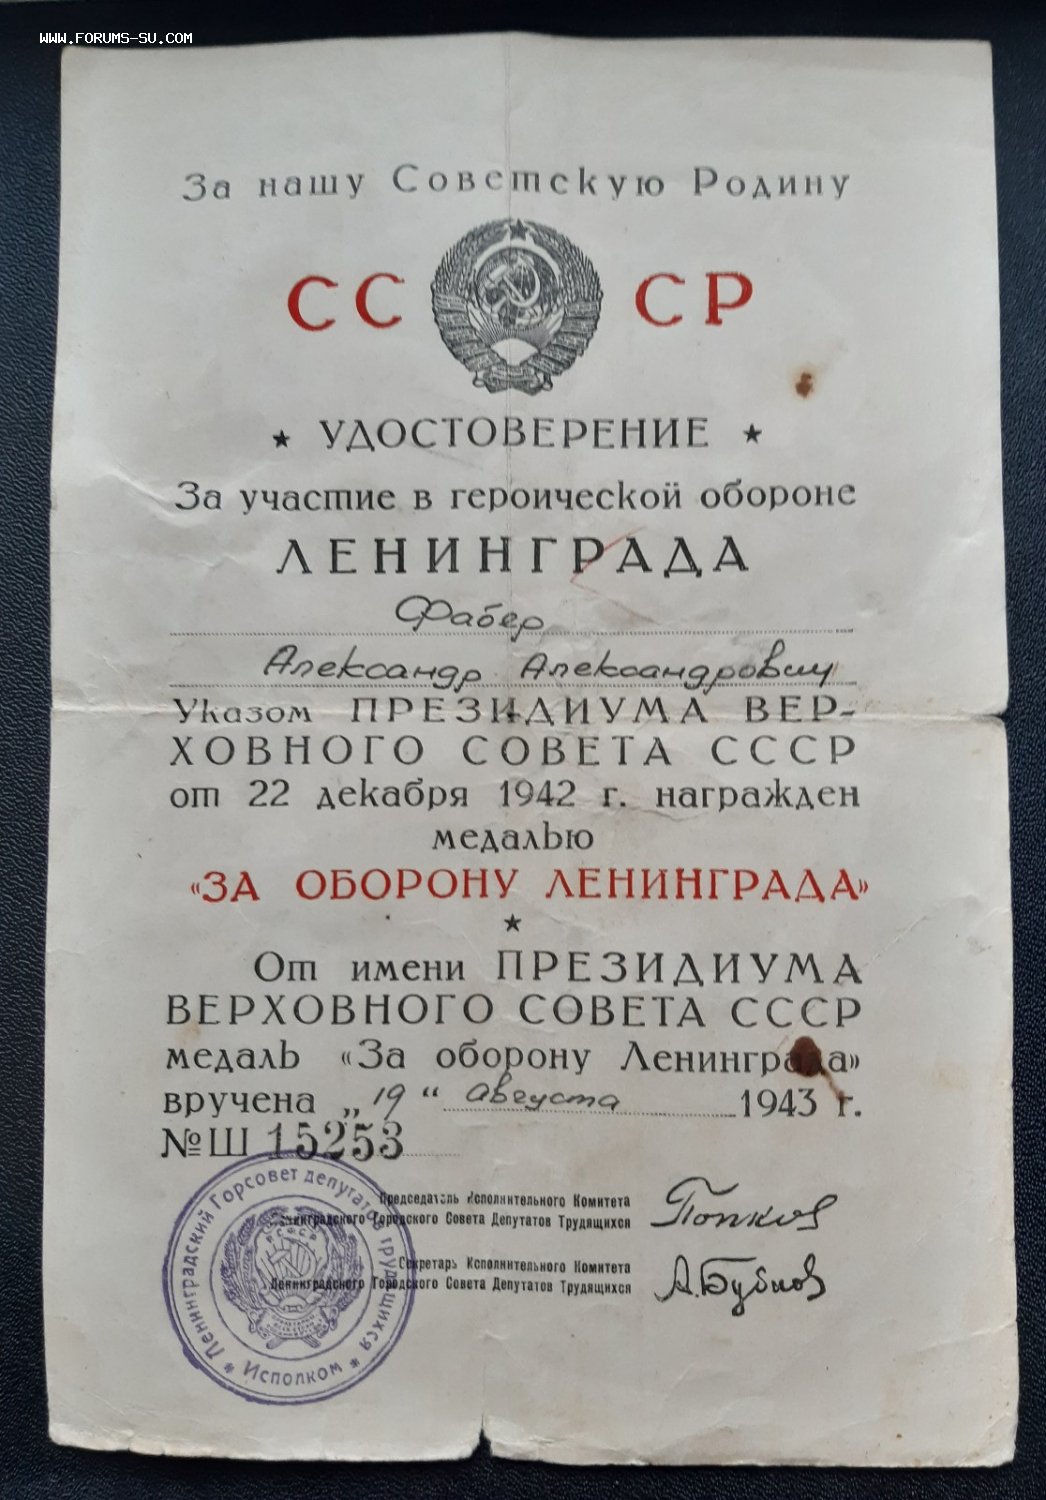 WWW.FORUMS-SU.COM
За нашу Советскую Родину
СС СР
★ УДОСТОВЕРЕНИЕ ★
За участие в героической обороне
ЛЕНИНГРАДА
Фабер
Александр Александрович
Указом ПРЕЗИДИУМА ВЕР-
ХОВНОГО СОВЕТА СССР
от 22 декабря 1942 г. награжден
медалью
«ЗА ОБОРОНУ ЛЕНИНГРАДА»
★
От имени ПРЕЗИДИУМА
ВЕРХОВНОГО СОВЕТА СССР
медаль «За оборону Ленинграда»
вручена „19“ августа 1943 г.
№ Ш 15253
Председатель Исполнительного Комитета
Ленинградского Городского Совета Депутатов Трудящихся
Попков
Секретарь Исполнительного Комитета
Ленинградского Городского Совета Депутатов Трудящихся
А. Бубнов
Ленинградский Горсовет депутатов трудящихся
★ Исполком ★
РСФСР